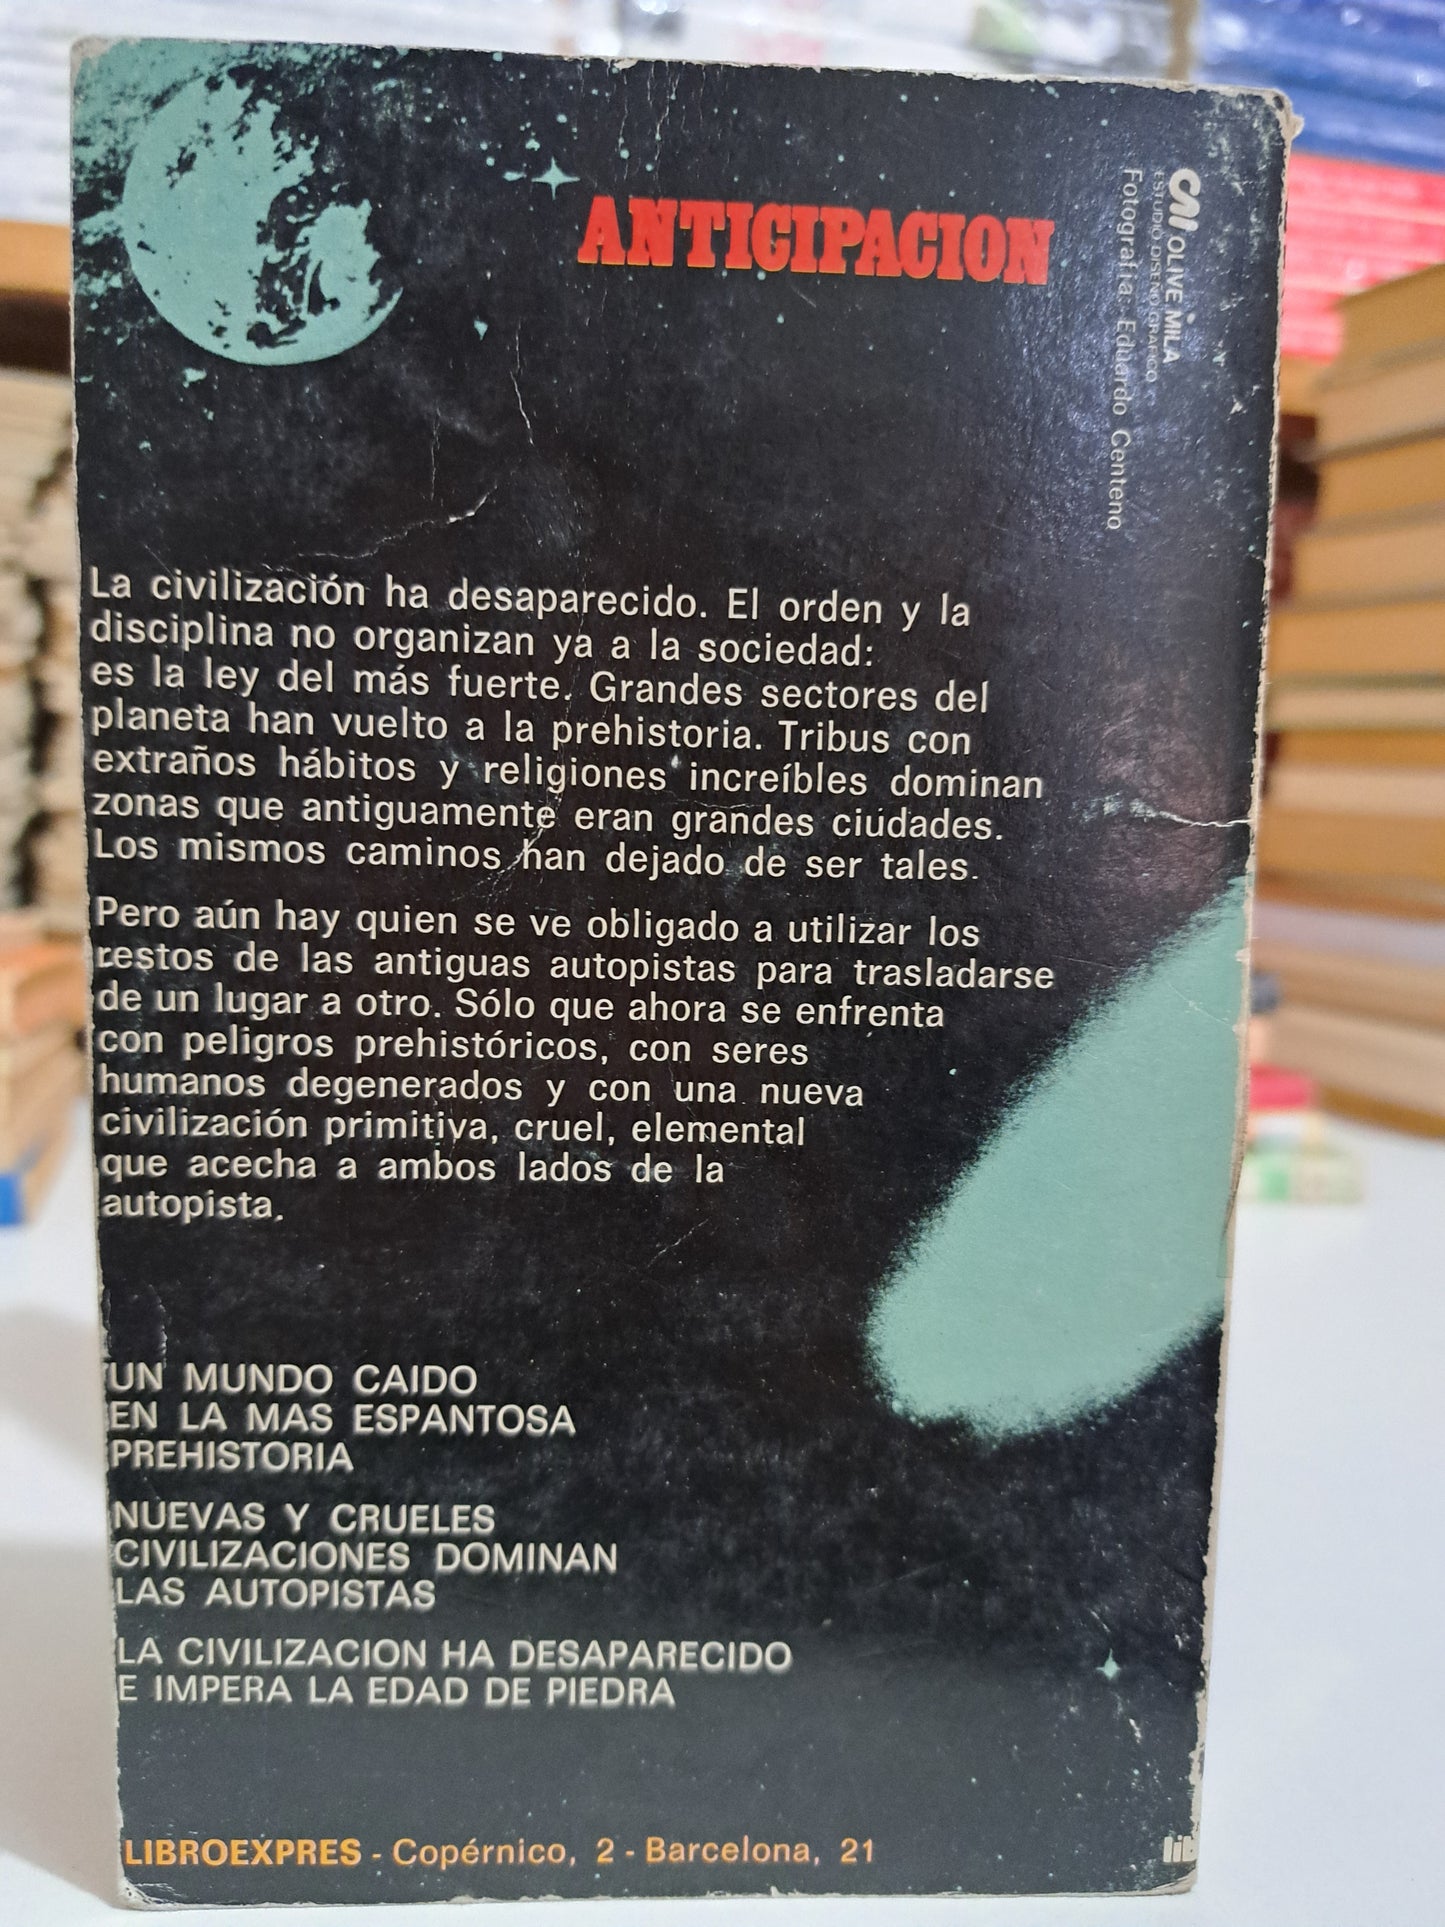 ANTICIPACION
OLIVE MILA
ESTUDIO DISEÑO GRAFICO
Fotografía: Eduardo Centeno
La civilización ha desaparecido. El orden y la
disciplina no organizan ya a la sociedad:
es la ley del más fuerte. Grandes sectores del
planeta han vuelto a la prehistoria. Tribus con
extraños hábitos y religiones increíbles dominan
zonas que antiguamente eran grandes ciudades.
Los mismos caminos han dejado de ser tales.
Pero aún hay quien se ve obligado a utilizar los
restos de las antiguas autopistas para trasladarse
de un lugar a otro. Sólo que ahora se enfrenta
con peligros prehistóricos, con seres
humanos degenerados y con una nueva
civilización primitiva, cruel, elemental
que acecha a ambos lados de la
autopista.
UN MUNDO CAIDO
EN LA MAS ESPANTOSA
PREHISTORIA
NUEVAS Y CRUELES
CIVILIZACIONES DOMINAN
LAS AUTOPISTAS
LA CIVILIZACION HA DESAPARECIDO
E IMPERA LA EDAD DE PIEDRA
LIBROEXPRES - Copérnico, 2 - Barcelona, 21
lib